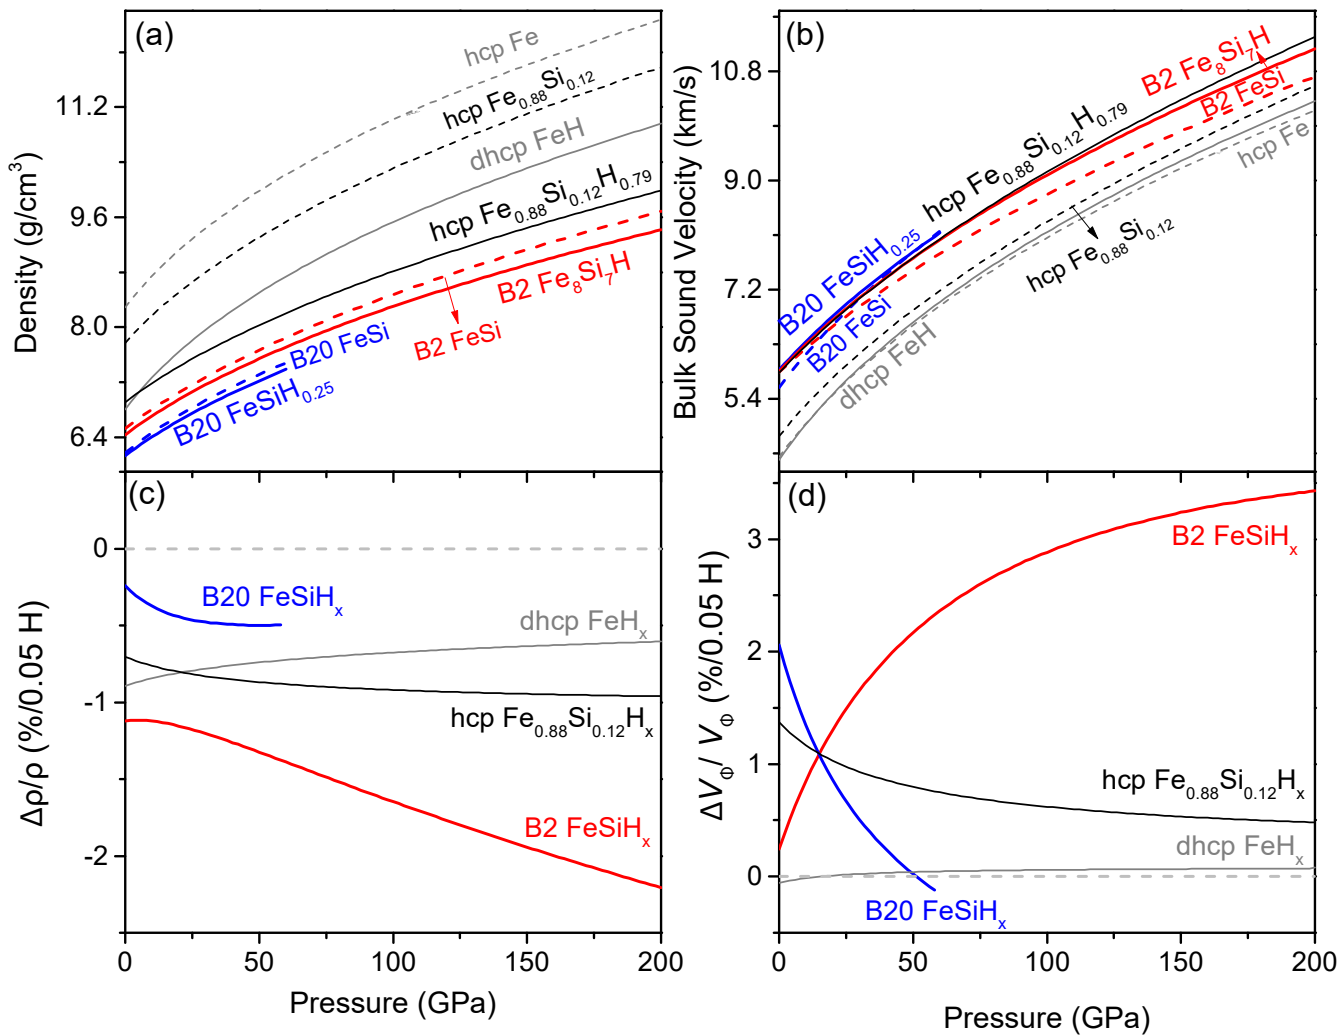 (a)
hcp Fe
hcp Fe0.88Si0.12
dhcp FeH
hcp Fe0.88Si0.12H0.79
B2 Fe8Si7H
B2 FeSi
B20 FeSi
B20 FeSiH0.25
11.2
9.6
8.0
6.4
Density (g/cm3)
(b)
B2 Fe8Si7H
B2 FeSi
hcp Fe
hcp Fe0.88Si0.12H0.79
hcp Fe0.88Si0.12
B20 FeSiH0.25
B20 FeSi
dhcp FeH
10.8
9.0
7.2
5.4
Bulk Sound Velocity (km/s)
(c)
B20 FeSiHx
dhcp FeHx
hcp Fe0.88Si0.12Hx
B2 FeSiHx
0
-1
-2
Δρ/ρ (%/0.05 H)
0
50
100
150
200
Pressure (GPa)
(d)
B2 FeSiHx
hcp Fe0.88Si0.12Hx
dhcp FeHx
B20 FeSiHx
3
2
1
0
ΔVΦ/ VΦ (%/0.05 H)
0
50
100
150
200
Pressure (GPa)